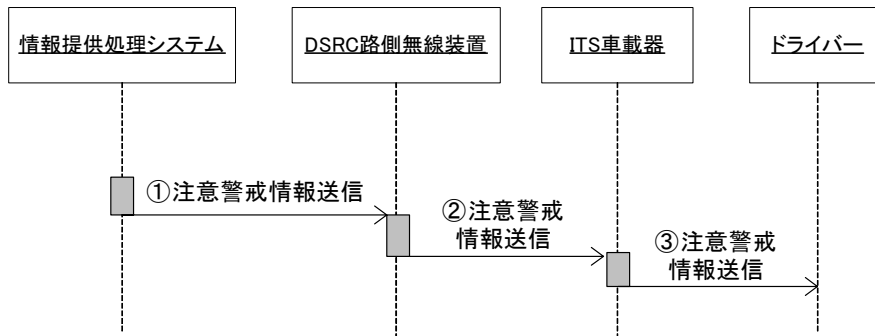 情報提供処理システム
DSRC路側無線装置
ITS車載器
ドライバー
①注意警戒情報送信
②注意警戒
情報送信
③注意警戒
情報送信